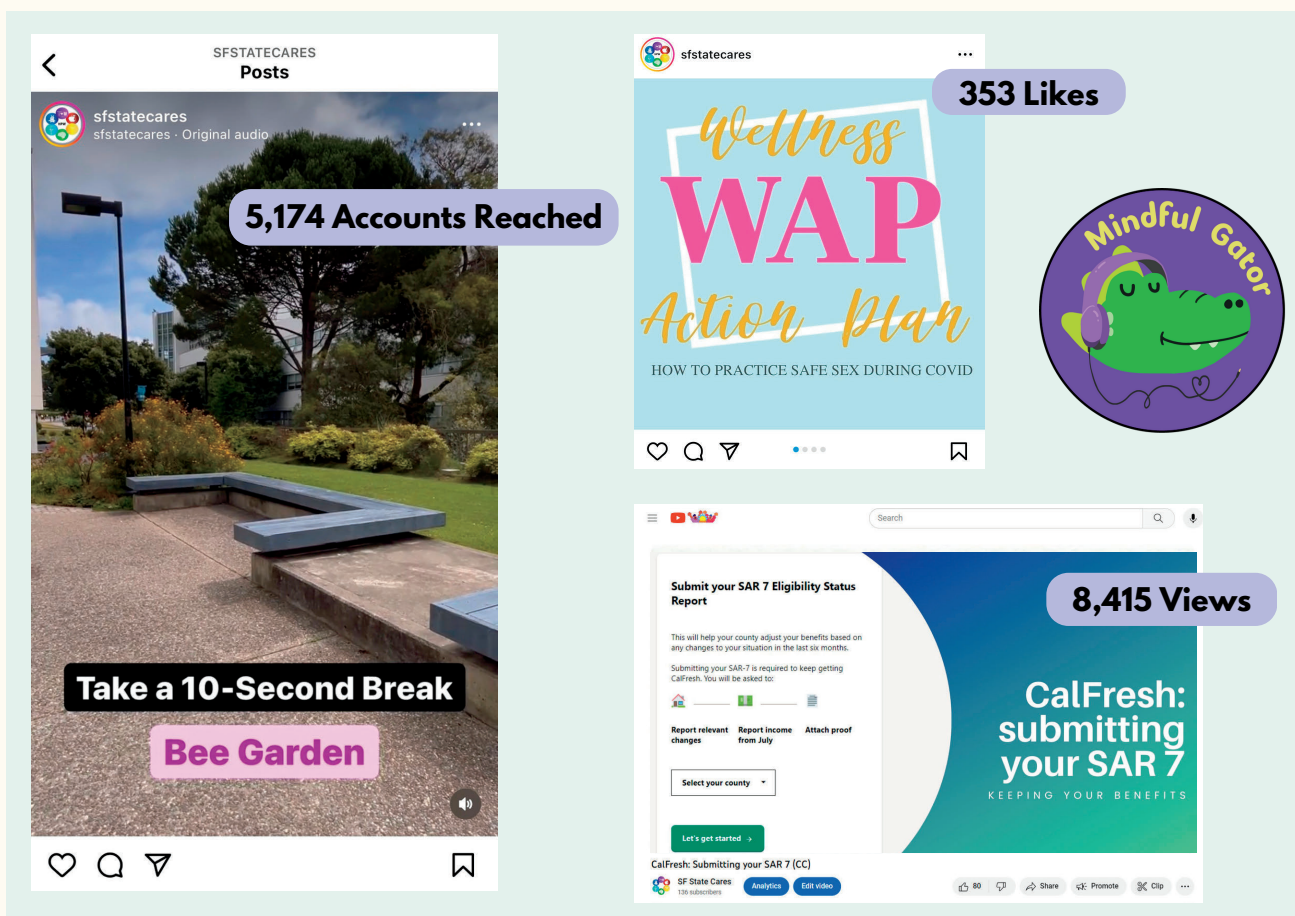 SFSTATECARES
Posts
sfstatecares
sfstatecares · Original audio
5,174 Accounts Reached
Take a 10-Second Break
Bee Garden
sfstatecares
353 Likes
Wellness
WAP
Action Plan
HOW TO PRACTICE SAFE SEX DURING COVID
Mindful Gator
Search
Submit your SAR 7 Eligibility Status
Report
This will help your county adjust your benefits based on
any changes to your situation in the last six months.
Submitting your SAR-7 is required to keep getting
CalFresh. You will be asked to:
Report relevant
changes
Report income
from July
Attach proof
Select your county
Let's get started →
8,415 Views
CalFresh:
submitting
your SAR 7
KEEPING YOUR BENEFITS
CalFresh: Submitting your SAR 7 (CC)
SF State Cares
136 subscribers
Analytics
Edit video
80
Share
Promote
Clip